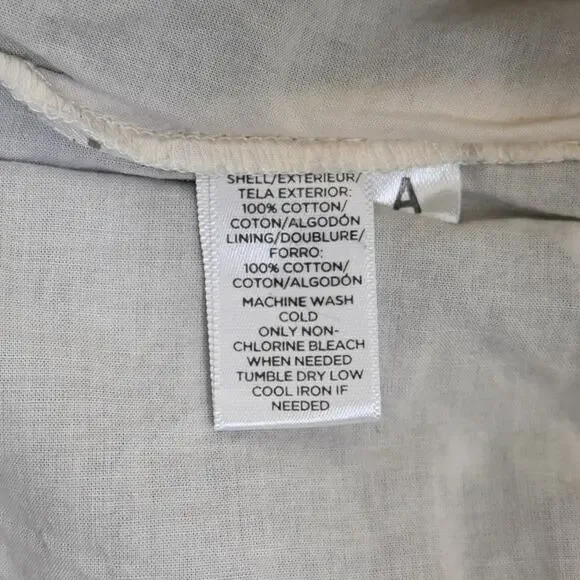 SHELL/EXTÉRIEUR/
TELA EXTERIOR:
100% COTTON/
COTON/ALGODÓN
LINING/DOUBLURE/
FORRO:
100% COTTON/
COTON/ALGODÓN
MACHINE WASH
COLD
ONLY NON-
CHLORINE BLEACH
WHEN NEEDED
TUMBLE DRY LOW
COOL IRON IF
NEEDED
A